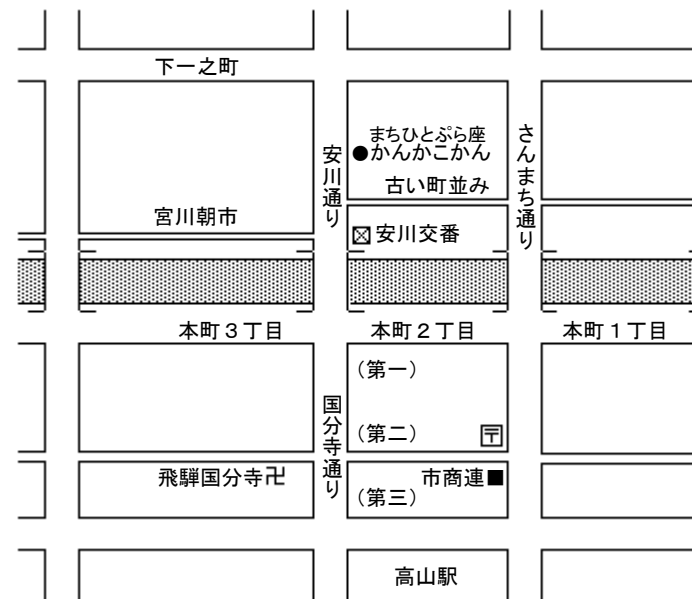 下一之町
まちひとぷら座
●かんかこかん
古い町並み
安川通り
さんまち通り
宮川朝市
安川交番
本町3丁目
本町2丁目
本町1丁目
(第一)
国分寺通り
(第二)
〒
飛騨国分寺卍
市商連■
(第三)
高山駅